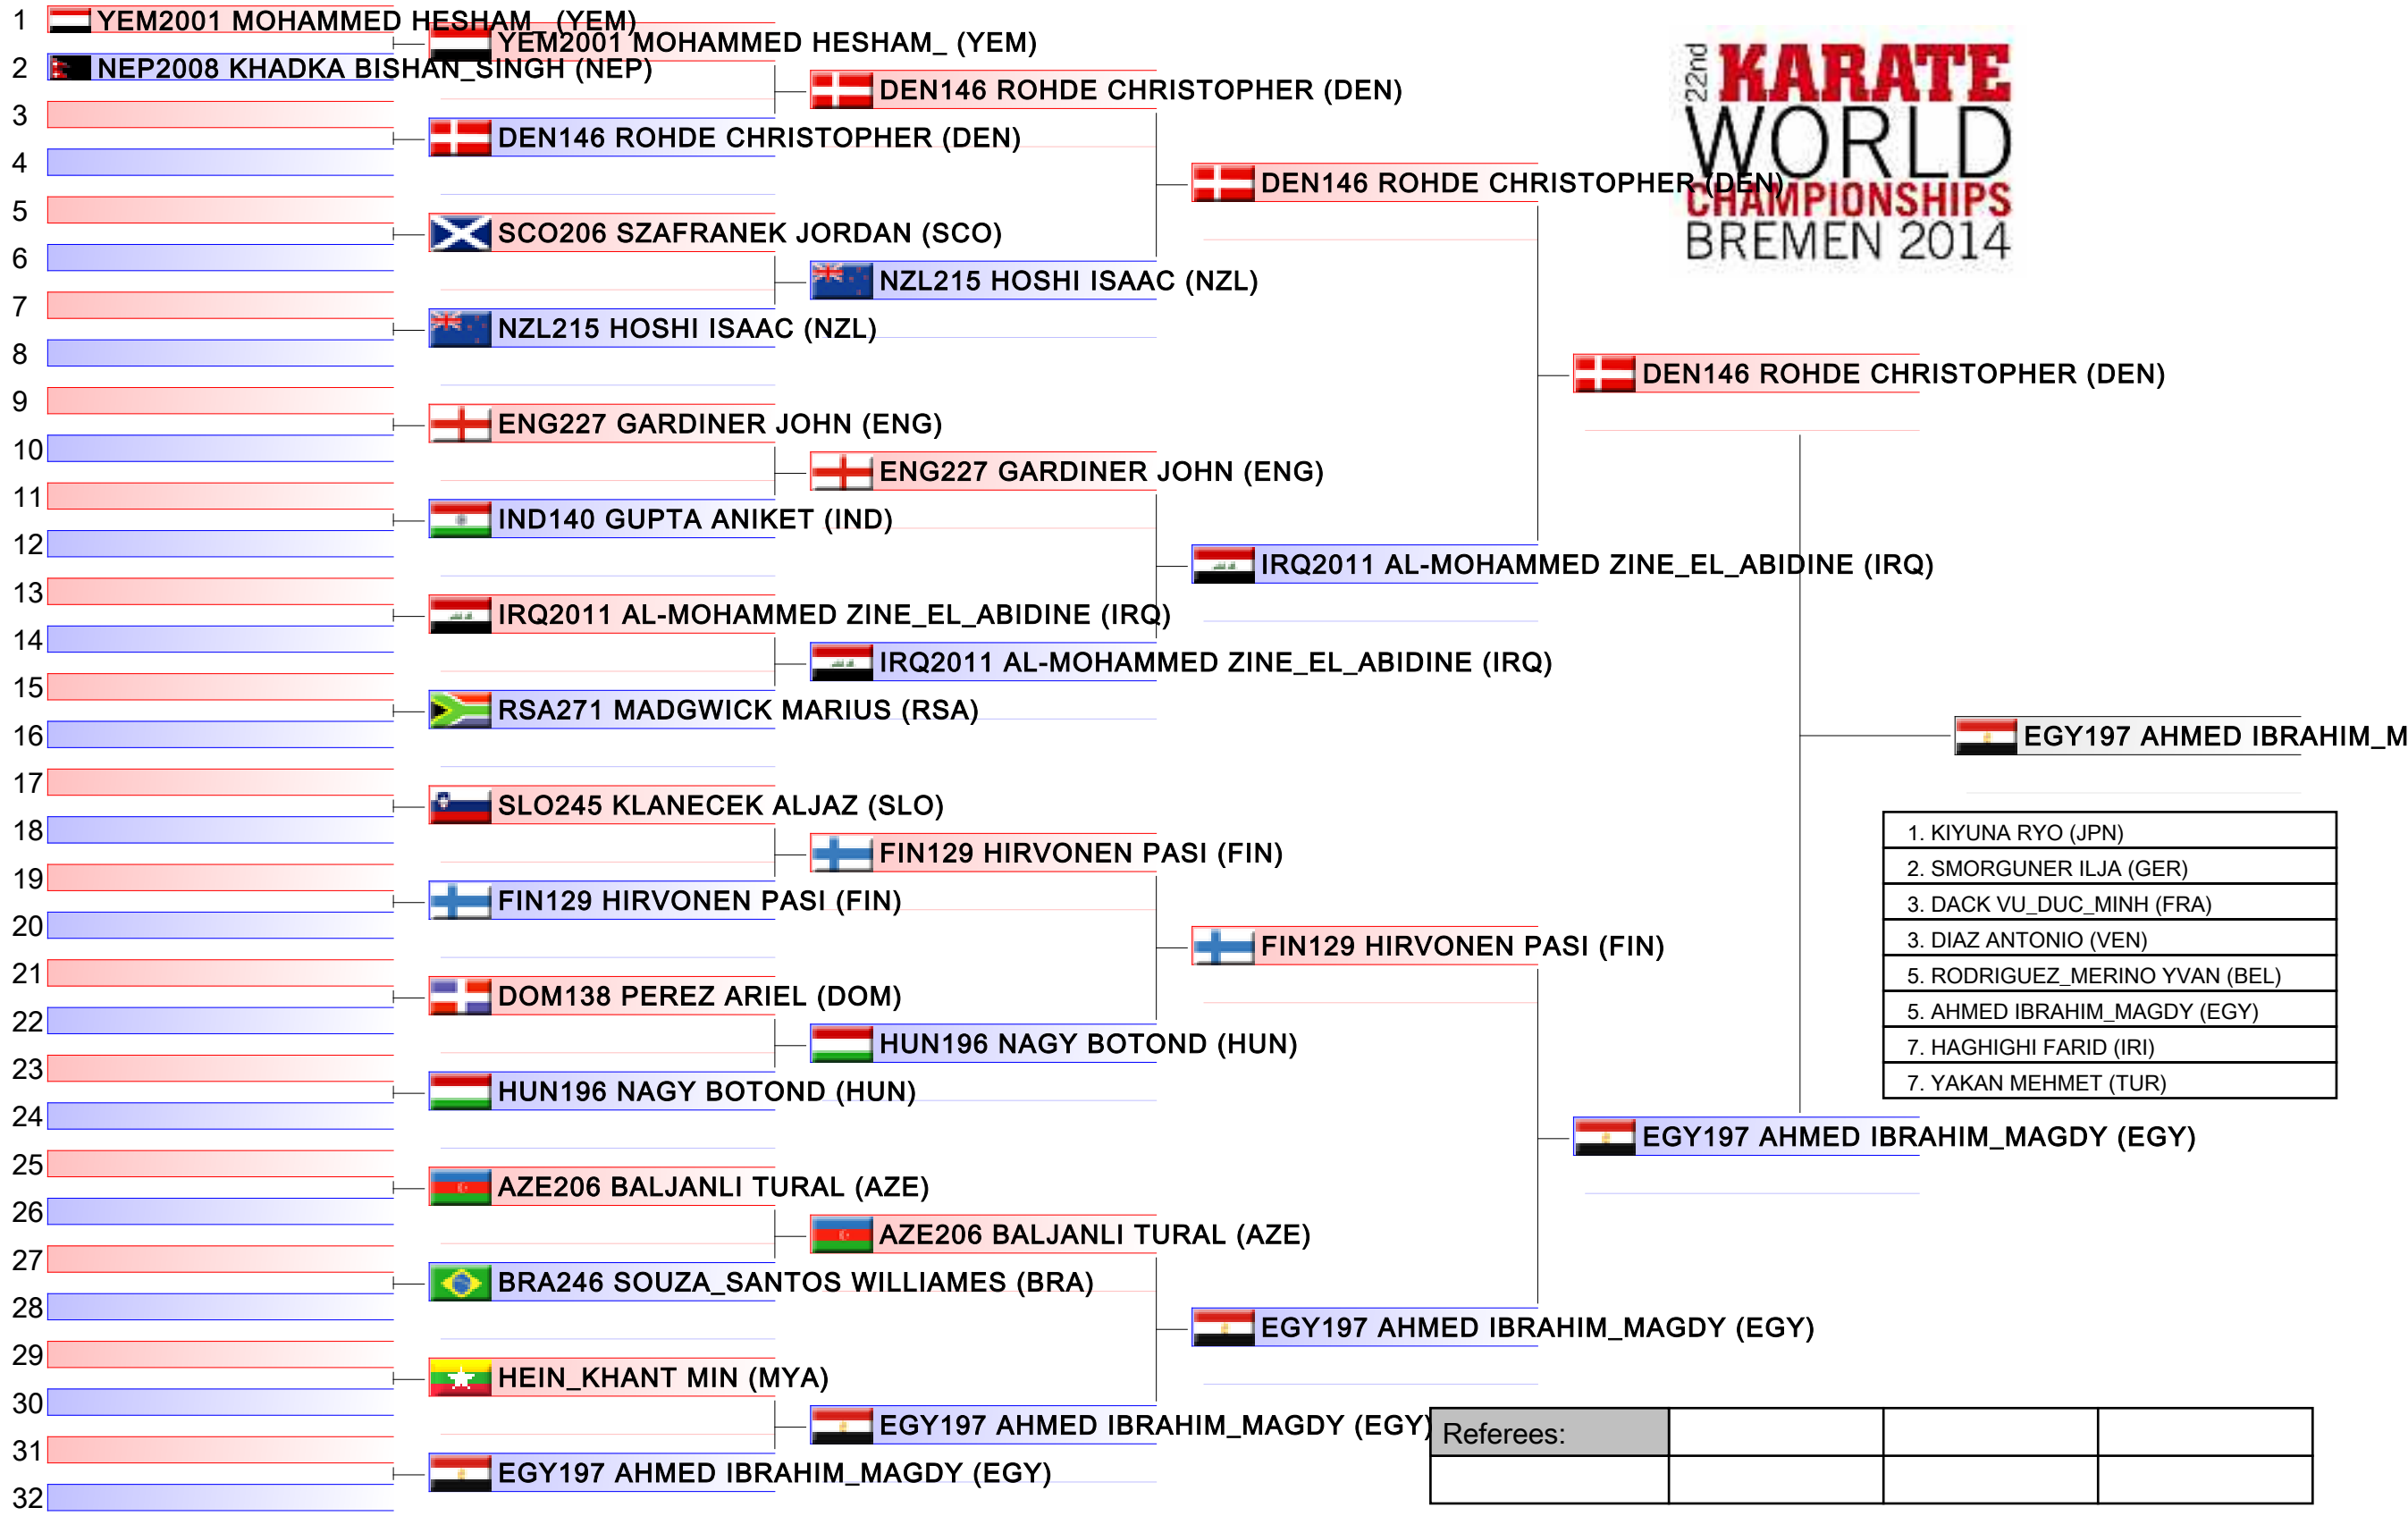 1
YEM2001 MOHAMMED HESHAM_ (YEM)
2
NEP2008 KHADKA BISHAN_SINGH (NEP)
3
4
5
6
7
8
9
10
11
12
13
14
15
16
17
18
19
20
21
22
23
24
25
26
27
28
29
30
31
32
YEM2001 MOHAMMED HESHAM_ (YEM)
DEN146 ROHDE CHRISTOPHER (DEN)
SCO206 SZAFRANEK JORDAN (SCO)
NZL215 HOSHI ISAAC (NZL)
ENG227 GARDINER JOHN (ENG)
IND140 GUPTA ANIKET (IND)
IRQ2011 AL-MOHAMMED ZINE_EL_ABIDINE (IRQ)
RSA271 MADGWICK MARIUS (RSA)
SLO245 KLANECEK ALJAZ (SLO)
FIN129 HIRVONEN PASI (FIN)
DOM138 PEREZ ARIEL (DOM)
HUN196 NAGY BOTOND (HUN)
AZE206 BALJANLI TURAL (AZE)
BRA246 SOUZA_SANTOS WILLIAMES (BRA)
HEIN_KHANT MIN (MYA)
EGY197 AHMED IBRAHIM_MAGDY (EGY)
DEN146 ROHDE CHRISTOPHER (DEN)
NZL215 HOSHI ISAAC (NZL)
ENG227 GARDINER JOHN (ENG)
IRQ2011 AL-MOHAMMED ZINE_EL_ABIDINE (IRQ)
FIN129 HIRVONEN PASI (FIN)
HUN196 NAGY BOTOND (HUN)
AZE206 BALJANLI TURAL (AZE)
EGY197 AHMED IBRAHIM_MAGDY (EGY)
DEN146 ROHDE CHRISTOPHER (DEN)
IRQ2011 AL-MOHAMMED ZINE_EL_ABIDINE (IRQ)
FIN129 HIRVONEN PASI (FIN)
EGY197 AHMED IBRAHIM_MAGDY (EGY)
DEN146 ROHDE CHRISTOPHER (DEN)
EGY197 AHMED IBRAHIM_MAGDY (EGY)
EGY197 AHMED IBRAHIM_M
22nd
KARATE
WORLD
CHAMPIONSHIPS
BREMEN 2014
1. KIYUNA RYO (JPN)
2. SMORGUNER ILJA (GER)
3. DACK VU_DUC_MINH (FRA)
3. DIAZ ANTONIO (VEN)
5. RODRIGUEZ_MERINO YVAN (BEL)
5. AHMED IBRAHIM_MAGDY (EGY)
7. HAGHIGHI FARID (IRI)
7. YAKAN MEHMET (TUR)
Referees: